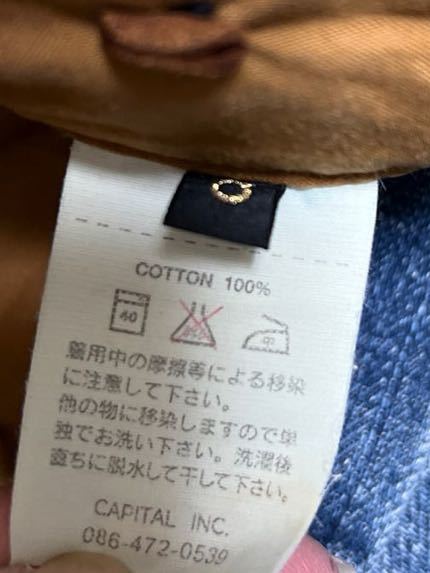 COTTON 100%
40
着用中の摩擦等による移染
に注意して下さい。
他の物に移染しますので単
独でお洗い下さい。洗濯後
直ちに脱水して干して下さい。
CAPITAL INC.
086-472-0539